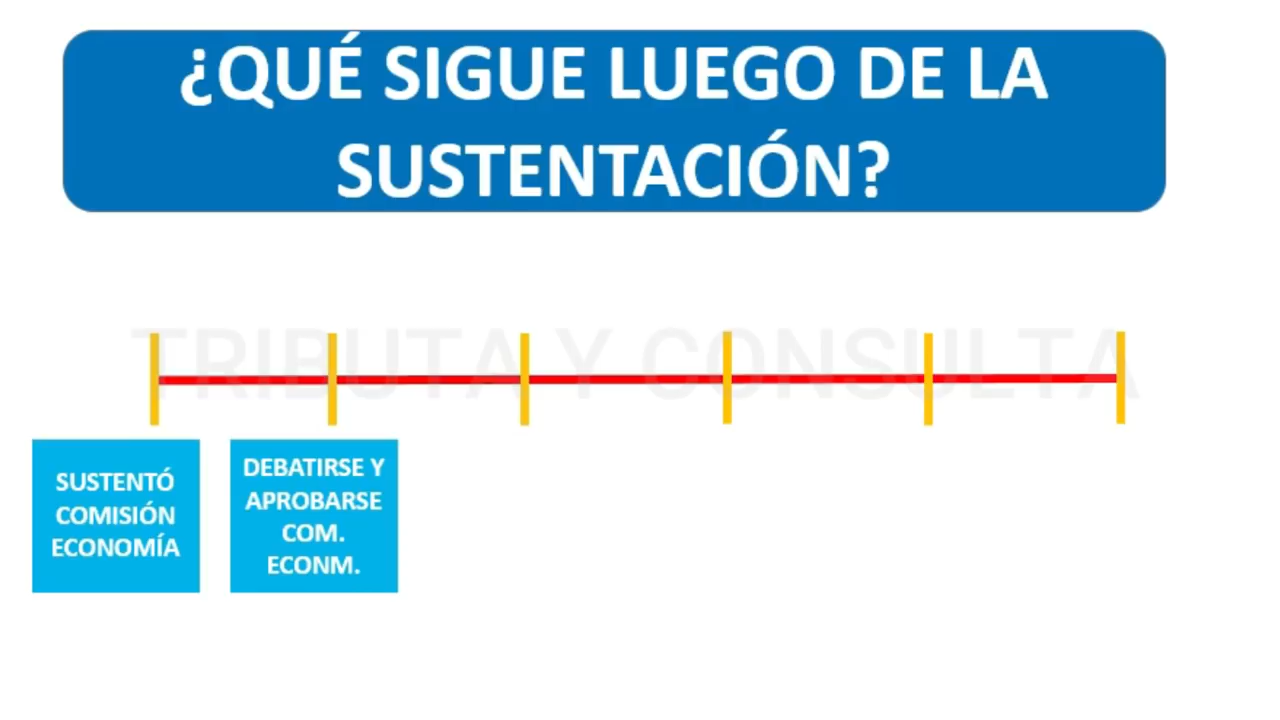 ¿QUÉ SIGUE LUEGO DE LA
SUSTENTACIÓN?
TRIBUTA Y CONSULTA
SUSTENTÓ
COMISIÓN
ECONOMÍA
DEBATIRSE Y
APROBARSE
COM.
ECONM.